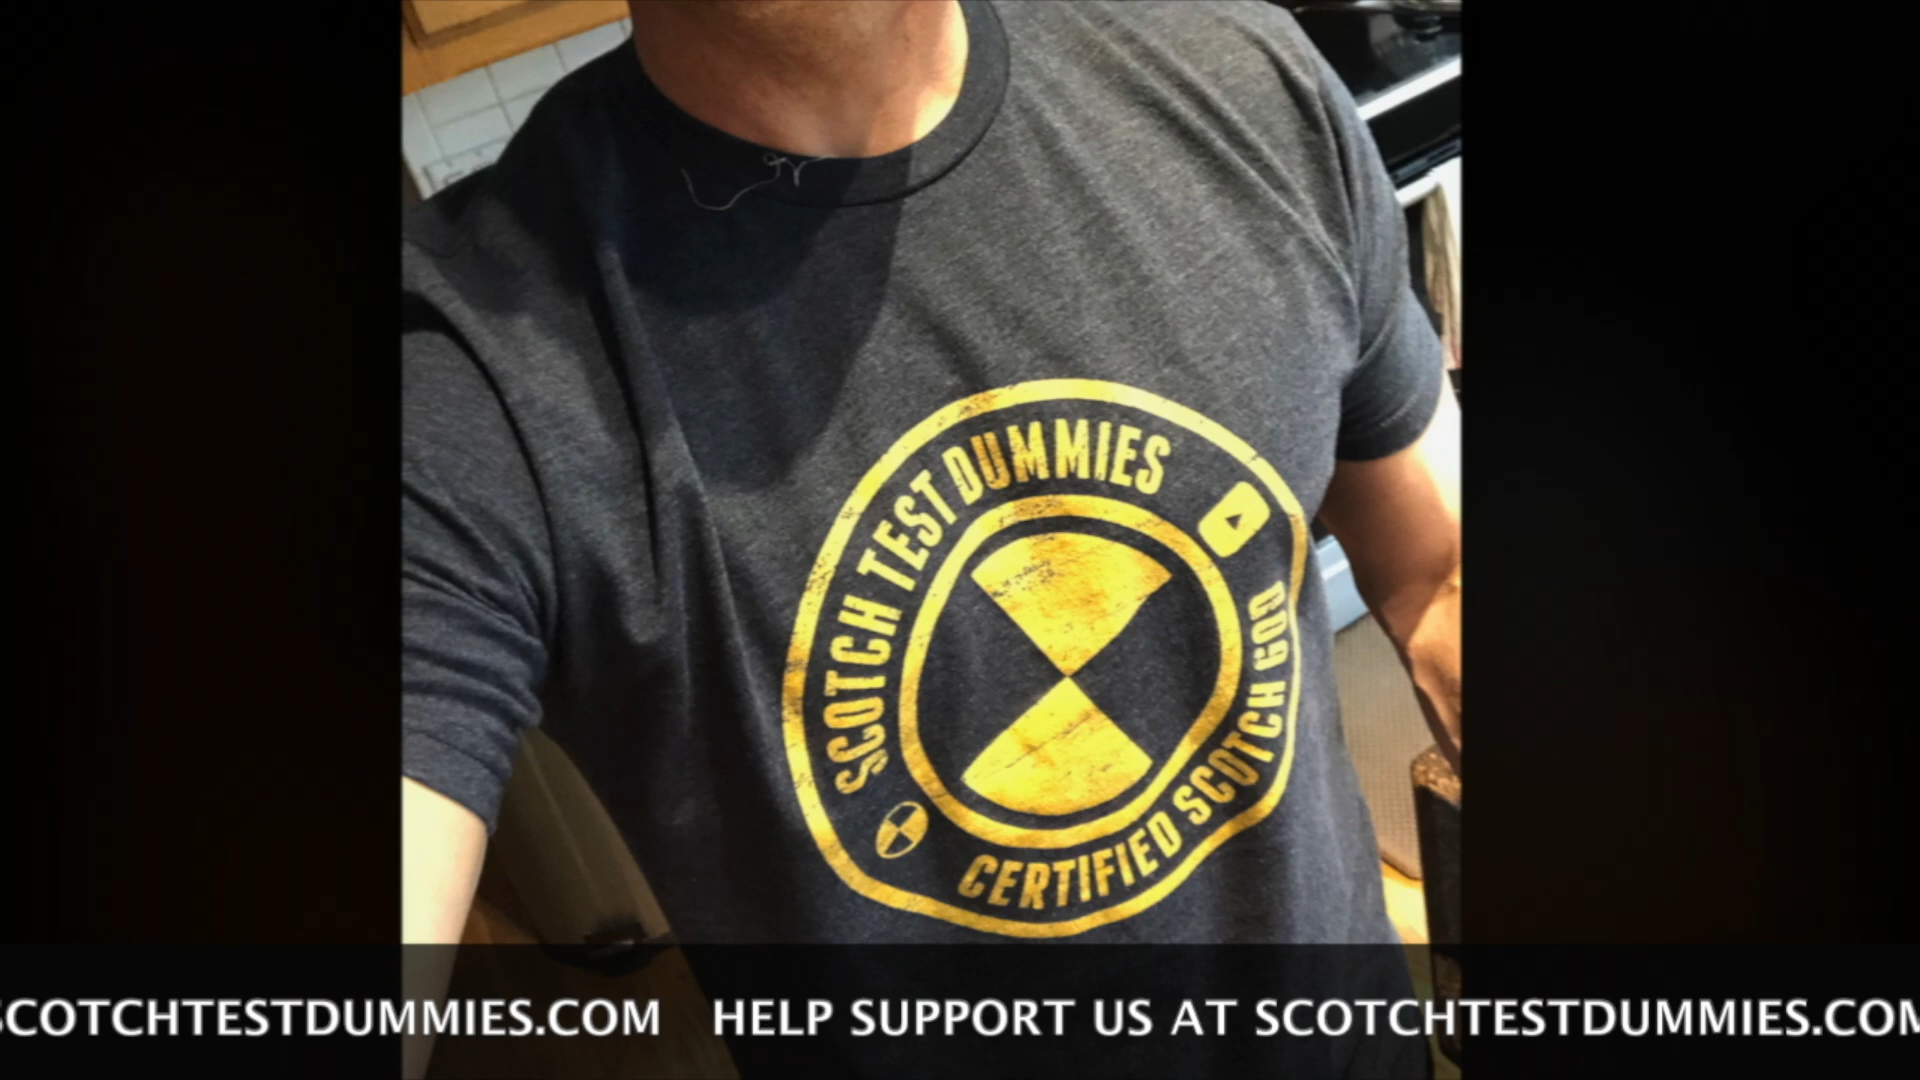 SCOTCH TEST DUMMIES
CERTIFIED SCOTCH GOD
SCOTCHTESTDUMMIES.COM HELP SUPPORT US AT SCOTCHTESTDUMMIES.COM